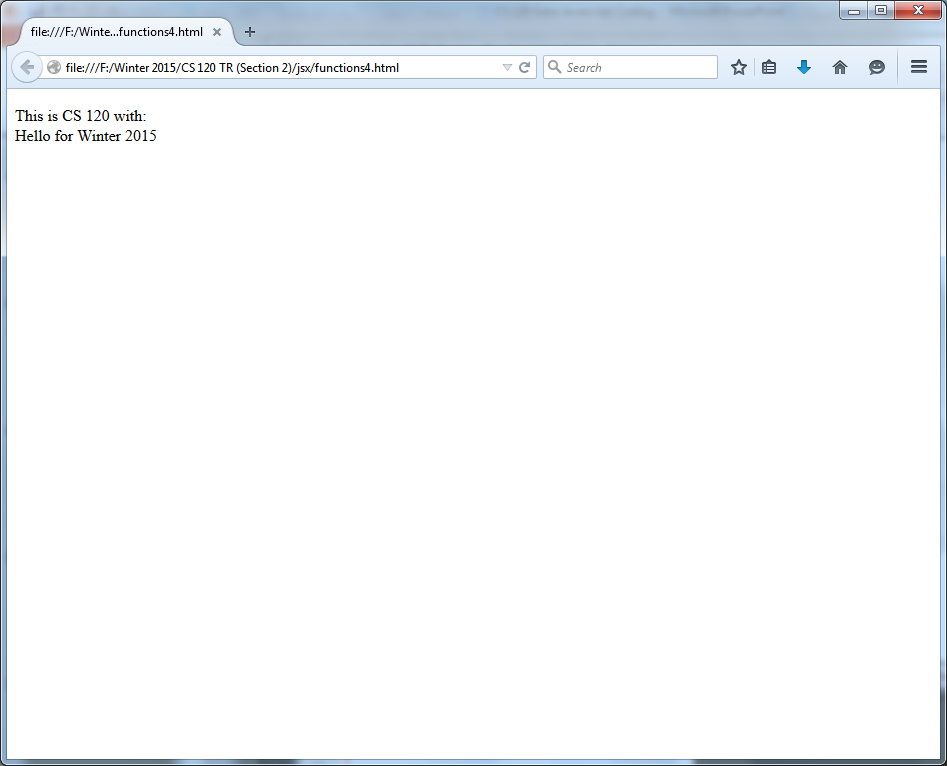 file:///F:/Winte...functions4.html
file:///F:/Winter 2015/CS 120 TR (Section 2)/jsx/functions4.html
Search
This is CS 120 with:
Hello for Winter 2015